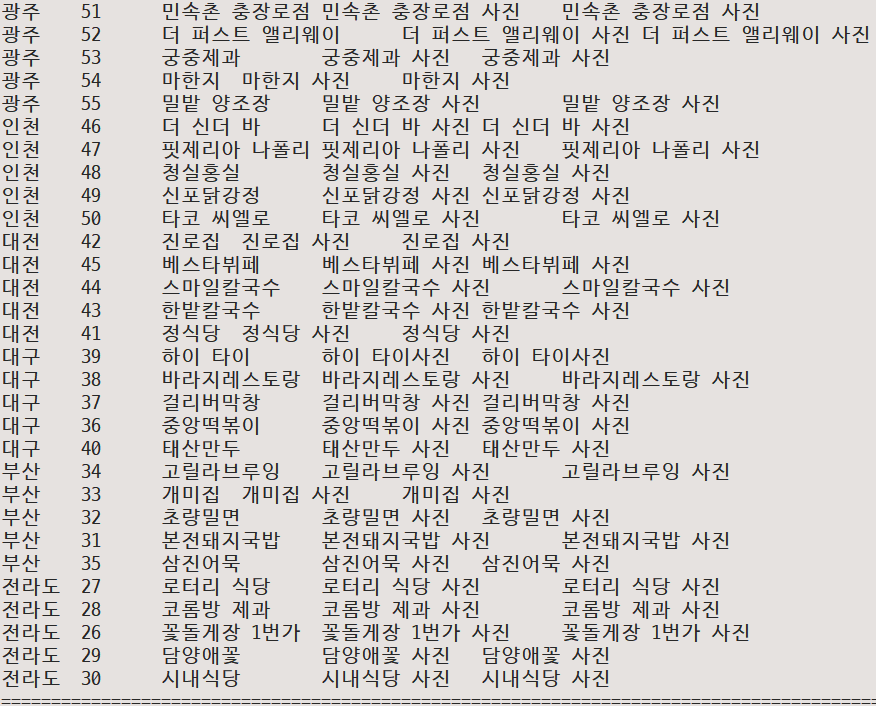 광주 51 민속촌 충장로점 민속촌 충장로점 사진 민속촌 충장로점 사진
광주 52 더 퍼스트 앨리웨이 더 퍼스트 앨리웨이 사진 더 퍼스트 앨리웨이 사진
광주 53 궁중제과 궁중제과 사진 궁중제과 사진
광주 54 마한지 마한지 사진 마한지 사진
광주 55 밀밭 양조장 밀밭 양조장 사진 밀밭 양조장 사진
인천 46 더 신더 바 더 신더 바 사진 더 신더 바 사진
인천 47 핏제리아 나폴리 핏제리아 나폴리 사진 핏제리아 나폴리 사진
인천 48 청실홍실 청실홍실 사진 청실홍실 사진
인천 49 신포닭강정 신포닭강정 사진 신포닭강정 사진
인천 50 타코 씨엘로 타코 씨엘로 사진 타코 씨엘로 사진
대전 42 진로집 진로집 사진 진로집 사진
대전 45 베스타뷔페 베스타뷔페 사진 베스타뷔페 사진
대전 44 스마일칼국수 스마일칼국수 사진 스마일칼국수 사진
대전 43 한밭칼국수 한밭칼국수 사진 한밭칼국수 사진
대전 41 정식당 정식당 사진 정식당 사진
대구 39 하이 타이 하이 타이사진 하이 타이사진
대구 38 바라지레스토랑 바라지레스토랑 사진 바라지레스토랑 사진
대구 37 걸리버막창 걸리버막창 사진 걸리버막창 사진
대구 36 중앙떡볶이 중앙떡볶이 사진 중앙떡볶이 사진
대구 40 태산만두 태산만두 사진 태산만두 사진
부산 34 고릴라브루잉 고릴라브루잉 사진 고릴라브루잉 사진
부산 33 개미집 개미집 사진 개미집 사진
부산 32 초량밀면 초량밀면 사진 초량밀면 사진
부산 31 본전돼지국밥 본전돼지국밥 사진 본전돼지국밥 사진
부산 35 삼진어묵 삼진어묵 사진 삼진어묵 사진
전라도 27 로터리 식당 로터리 식당 사진 로터리 식당 사진
전라도 28 코롬방 제과 코롬방 제과 사진 코롬방 제과 사진
전라도 26 꽃돌게장 1번가 꽃돌게장 1번가 사진 꽃돌게장 1번가 사진
전라도 29 담양애꽃 담양애꽃 사진 담양애꽃 사진
전라도 30 시내식당 시내식당 사진 시내식당 사진